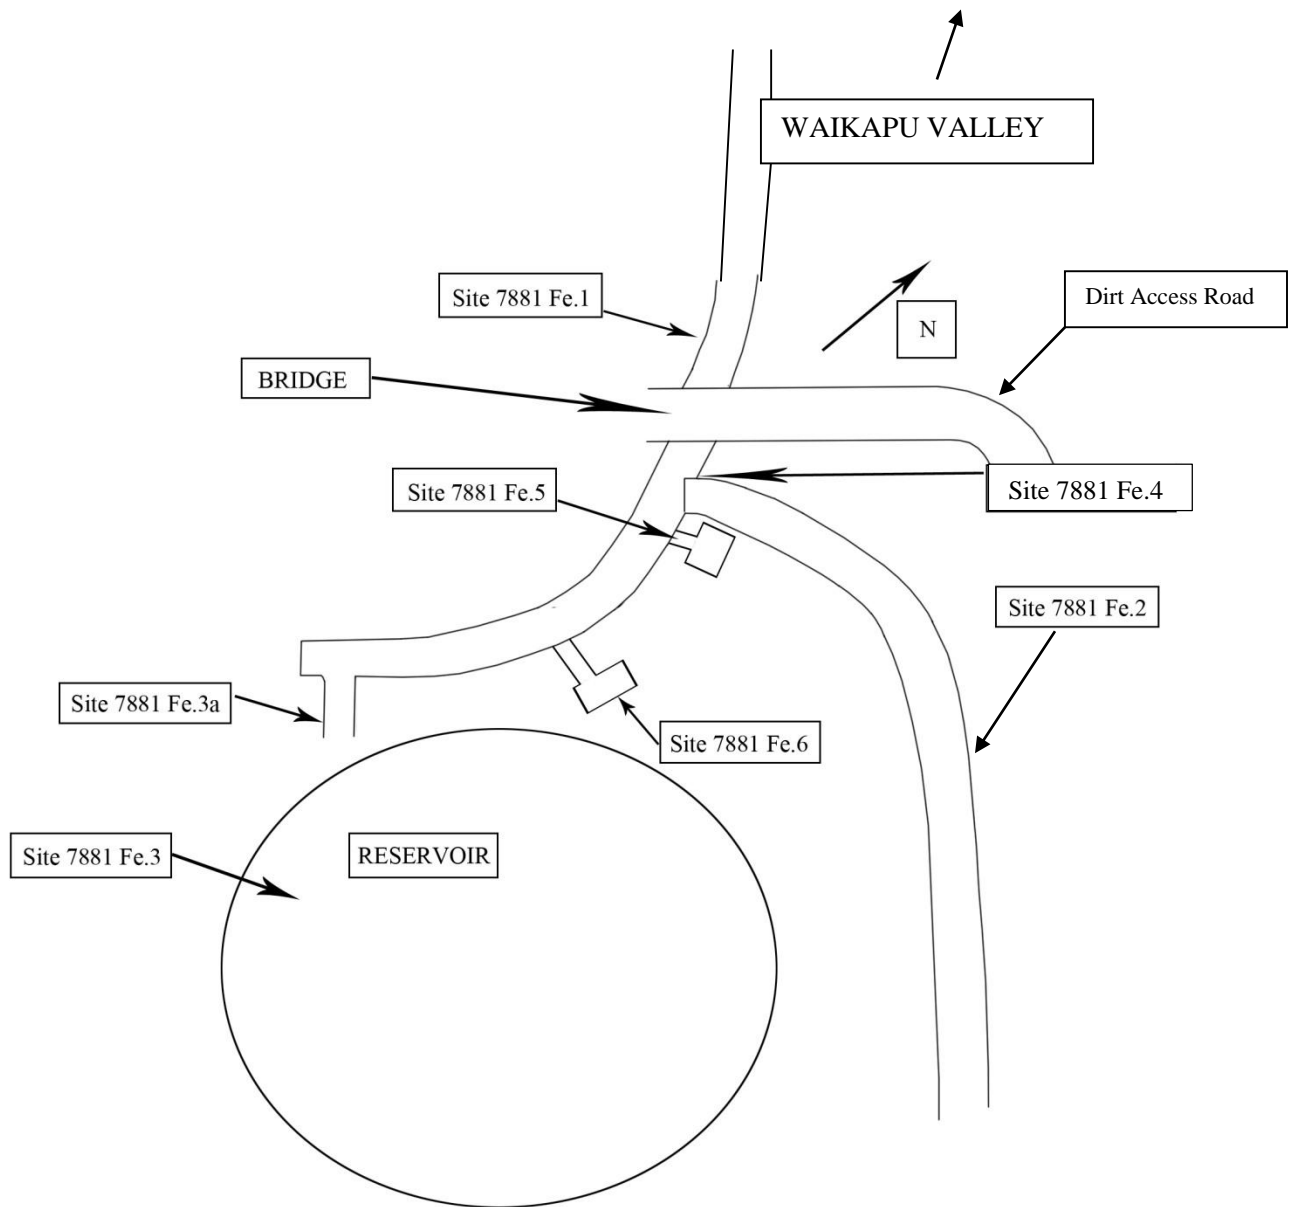 WAIKAPU VALLEY
Site 7881 Fe.1
Dirt Access Road
N
BRIDGE
Site 7881 Fe.5
Site 7881 Fe.4
Site 7881 Fe.2
Site 7881 Fe.3a
Site 7881 Fe.6
Site 7881 Fe.3
RESERVOIR